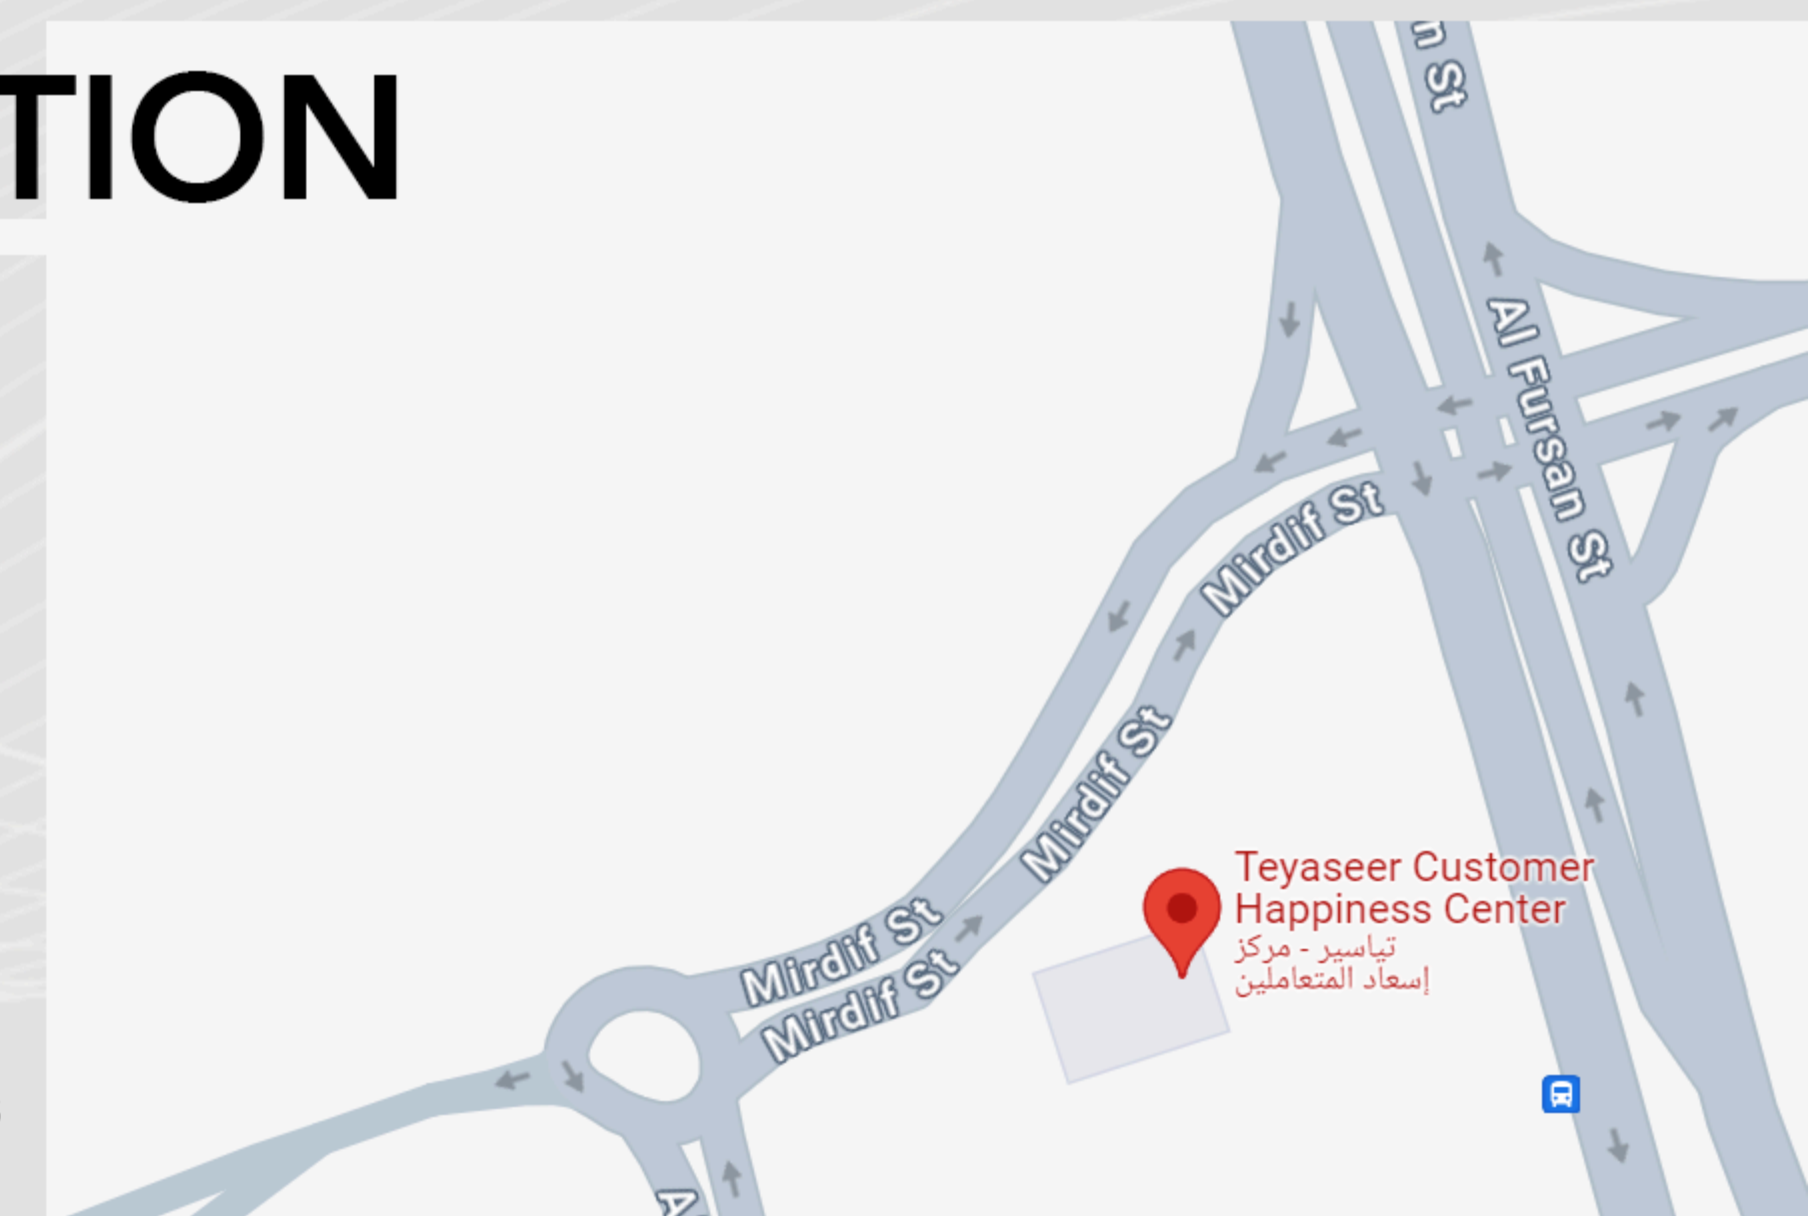 TION
n St
Al Fursan St
Mirdif St
Mirdif St
Teyaseer Customer
Happiness Center
تياسير - مركز
إسعاد المتعاملين
Mirdif St
Mirdif St
A